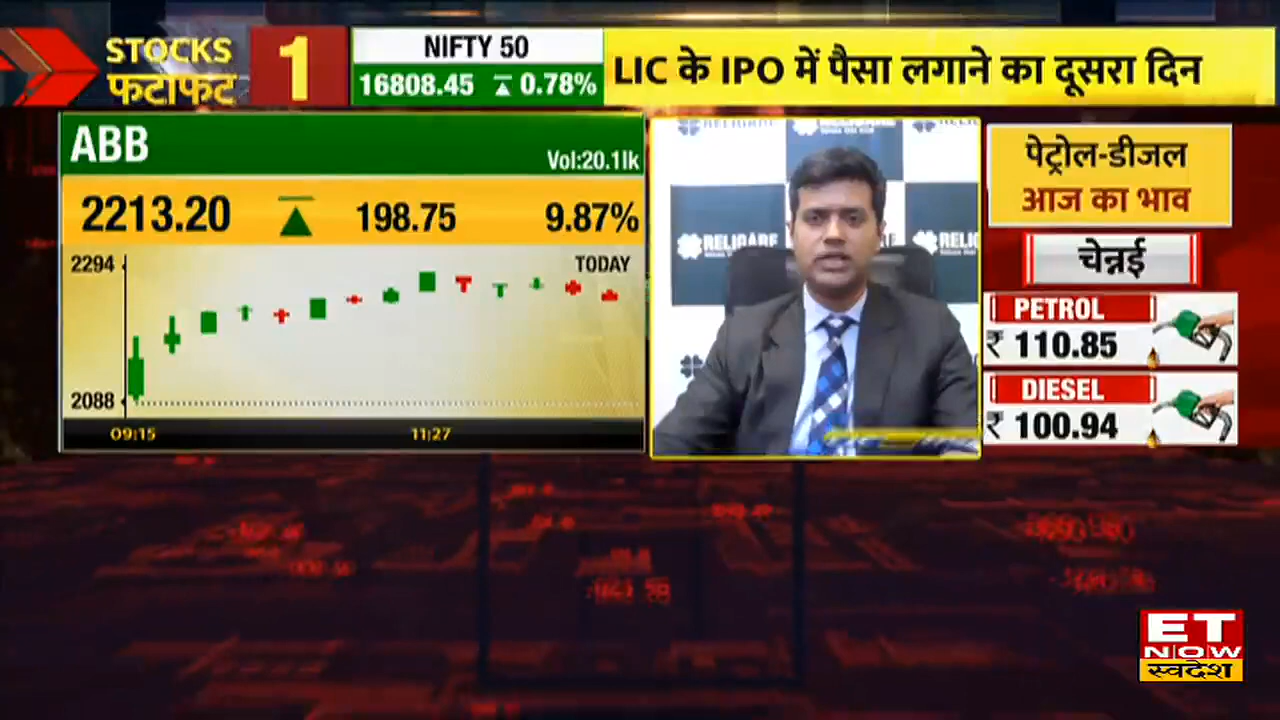 STOCKS
फटाफट
1
NIFTY 50
16808.45 0.78%
LIC के IPO में पैसा लगाने का दूसरा दिन
ABB
Vol:20.1lk
2213.20 198.75 9.87%
2294
TODAY
2088
09:15 11:27
RELIGARE
RELIGARE
पेट्रोल-डीजल
आज का भाव
चेन्नई
PETROL
₹ 110.85
DIESEL
₹ 100.94
ET
NOW
स्वदेश